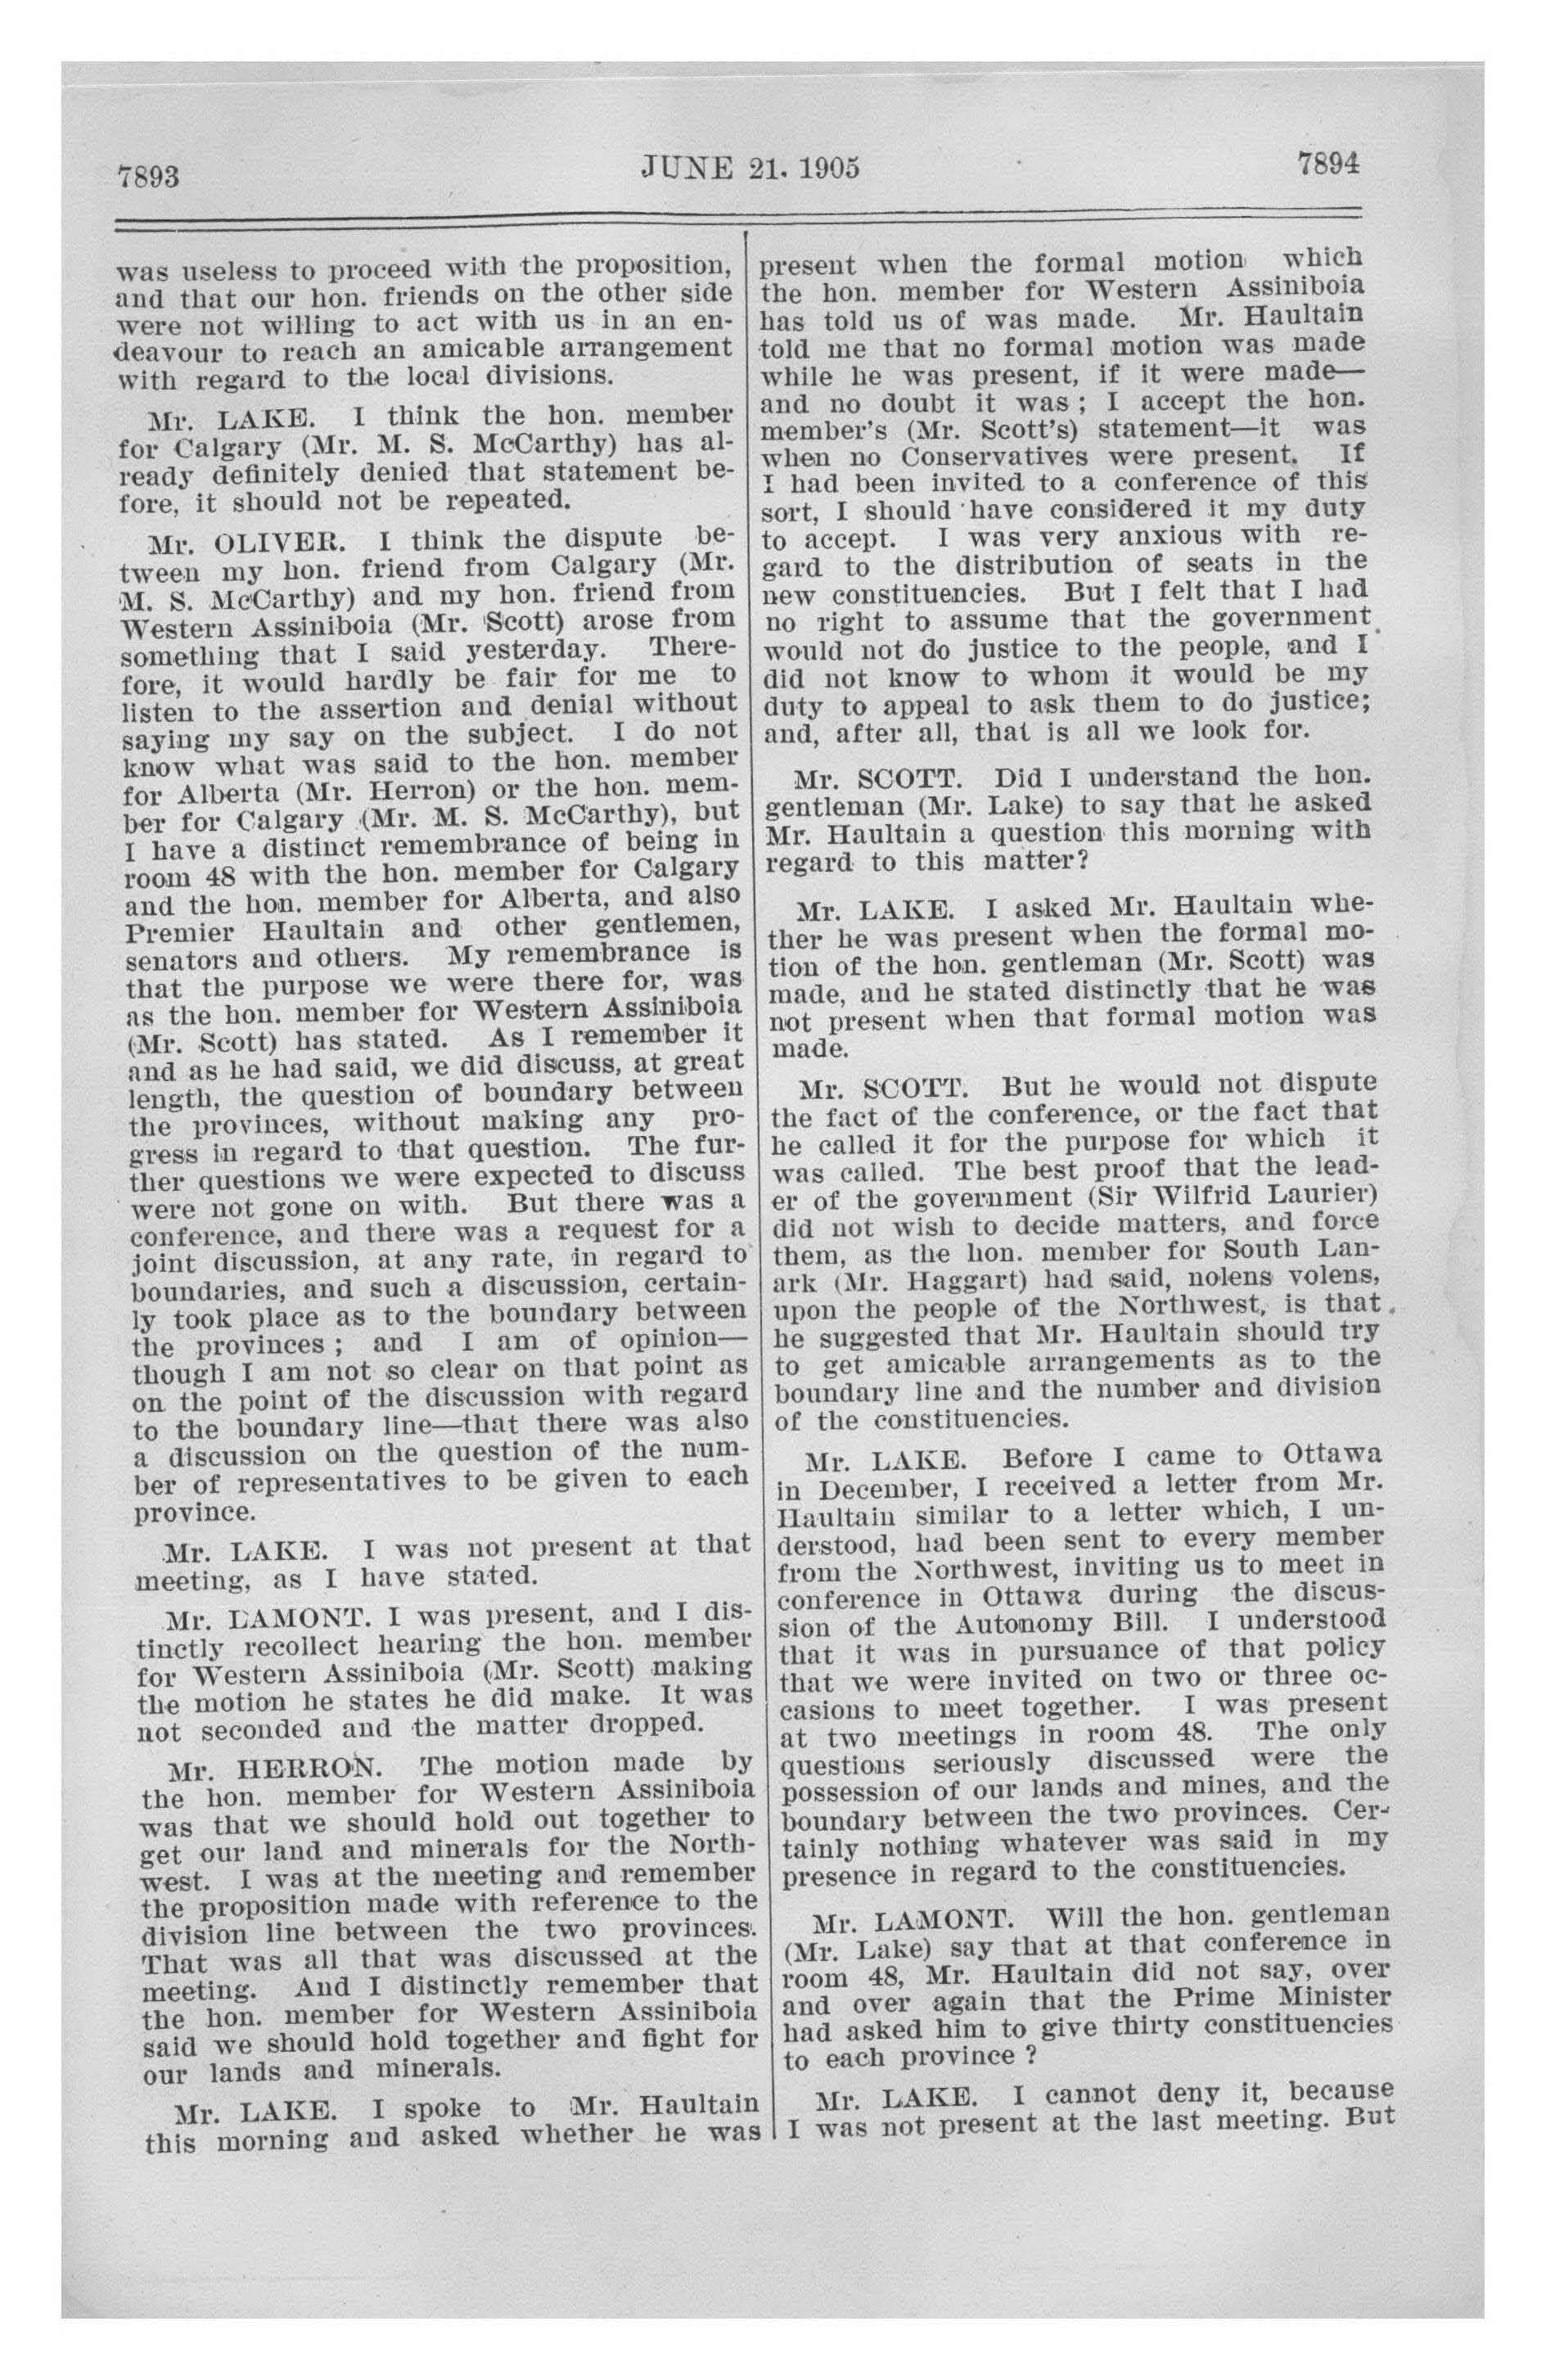 7893
JUNE 21. 1905
7894
was useless to proceed with the proposition,
and that our hon. friends on the other side
were not willing to act with us in an en-
deavour to reach an amicable arrangement
with regard to the local divisions.
Mr. LAKE. I think the hon. member
for Calgary (Mr. M. S. McCarthy) has al-
ready definitely denied that statement be-
fore, it should not be repeated.
Mr. OLIVER. I think the dispute be-
tween my hon. friend from Calgary (Mr.
M. S. McCarthy) and my hon. friend from
Western Assiniboia (Mr. Scott) arose from
something that I said yesterday. There-
fore, it would hardly be fair for me to
listen to the assertion and denial without
saying my say on the subject. I do not
know what was said to the hon. member
for Alberta (Mr. Herron) or the hon. mem-
ber for Calgary (Mr. M. S. McCarthy), but
I have a distinct remembrance of being in
room 48 with the hon. member for Calgary
and the hon. member for Alberta, and also
Premier Haultain and other gentlemen,
senators and others. My remembrance is
that the purpose we were there for, was
as the hon. member for Western Assiniboia
(Mr. Scott) has stated. As I remember it
and as he had said, we did discuss, at great
length, the question of boundary between
the provinces, without making any pro-
gress in regard to that question. The fur-
ther questions we were expected to discuss
were not gone on with. But there was a
conference, and there was a request for a
joint discussion, at any rate, in regard to
boundaries, and such a discussion, certain-
ly took place as to the boundary between
the provinces ; and I am of opinion—
though I am not so clear on that point as
on the point of the discussion with regard
to the boundary line—that there was also
a discussion on the question of the num-
ber of representatives to be given to each
province.
Mr. LAKE. I was not present at that
meeting, as I have stated.
Mr. LAMONT. I was present, and I dis-
tinctly recollect hearing the hon. member
for Western Assiniboia (Mr. Scott) making
the motion he states he did make. It was
not seconded and the matter dropped.
Mr. HERRON. The motion made by
the hon. member for Western Assiniboia
was that we should hold out together to
get our land and minerals for the North-
west. I was at the meeting and remember
the proposition made with reference to the
division line between the two provinces.
That was all that was discussed at the
meeting. And I distinctly remember that
the hon. member for Western Assiniboia
said we should hold together and fight for
our lands and minerals.
Mr. LAKE. I spoke to Mr. Haultain
this morning and asked whether he was
present when the formal motion which
the hon. member for Western Assiniboia
has told us of was made. Mr. Haultain
told me that no formal motion was made
while he was present, if it were made—
and no doubt it was ; I accept the hon.
member's (Mr. Scott's) statement—it was
when no Conservatives were present. If
I had been invited to a conference of this
sort, I should have considered it my duty
to accept. I was very anxious with re-
gard to the distribution of seats in the
new constituencies. But I felt that I had
no right to assume that the government
would not do justice to the people, and I
did not know to whom it would be my
duty to appeal to ask them to do justice;
and, after all, that is all we look for.
Mr. SCOTT. Did I understand the hon.
gentleman (Mr. Lake) to say that he asked
Mr. Haultain a question this morning with
regard to this matter?
Mr. LAKE. I asked Mr. Haultain whe-
ther he was present when the formal mo-
tion of the hon. gentleman (Mr. Scott) was
made, and he stated distinctly that he was
not present when that formal motion was
made.
Mr. SCOTT. But he would not dispute
the fact of the conference, or the fact that
he called it for the purpose for which it
was called. The best proof that the lead-
er of the government (Sir Wilfrid Laurier)
did not wish to decide matters, and force
them, as the hon. member for South Lan-
ark (Mr. Haggart) had said, nolens volens,
upon the people of the Northwest, is that
he suggested that Mr. Haultain should try
to get amicable arrangements as to the
boundary line and the number and division
of the constituencies.
Mr. LAKE. Before I came to Ottawa
in December, I received a letter from Mr.
Haultain similar to a letter which, I un-
derstood, had been sent to every member
from the Northwest, inviting us to meet in
conference in Ottawa during the discus-
sion of the Autonomy Bill. I understood
that it was in pursuance of that policy
that we were invited on two or three oc-
casions to meet together. I was present
at two meetings in room 48. The only
questions seriously discussed were the
possession of our lands and mines, and the
boundary between the two provinces. Cer-
tainly nothing whatever was said in my
presence in regard to the constituencies.
Mr. LAMONT. Will the hon. gentleman
(Mr. Lake) say that at that conference in
room 48, Mr. Haultain did not say, over
and over again that the Prime Minister
had asked him to give thirty constituencies
to each province ?
Mr. LAKE. I cannot deny it, because
I was not present at the last meeting. But